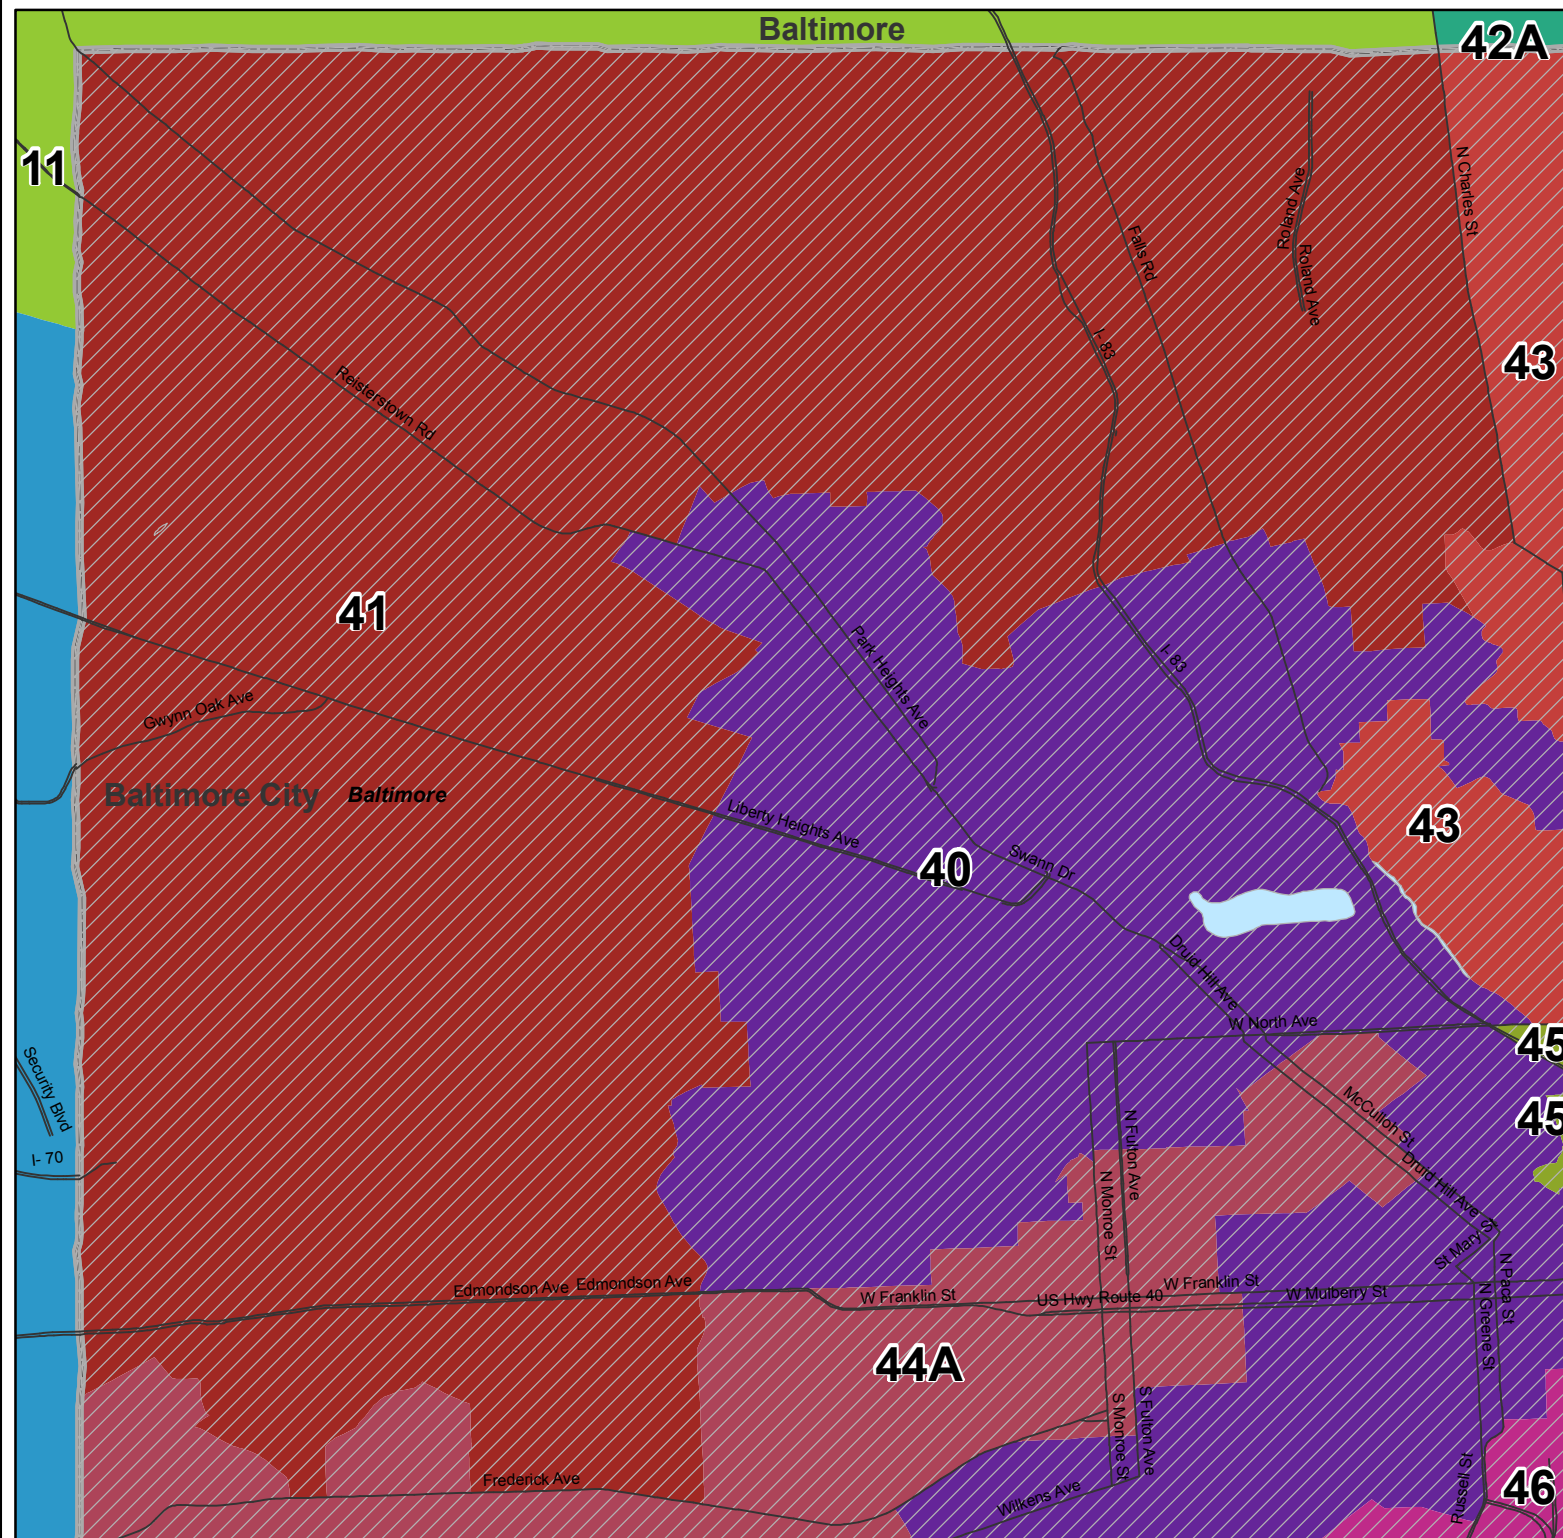 Baltimore
42A
11
N Charles St
Roland Ave
Falls Rd
Roland Ave
I- 83
43
Reisterstown Rd
41
Park Heights Ave
I- 83
Gwynn Oak Ave
Baltimore City
Baltimore
Liberty Heights Ave
43
40
Swann Dr
Druid Hill Ave
W North Ave
45
Security Blvd
McCulloh St
45
N Fulton Ave
I- 70
Druid Hill Ave
N Monroe St
St Mary St
N Paca St
Edmondson Ave
Edmondson Ave
W Franklin St
W Franklin St
US Hwy Route 40
W Mulberry St
N Greene St
44A
S Monroe St
S Fulton Ave
Frederick Ave
Wilkens Ave
Russell St
46